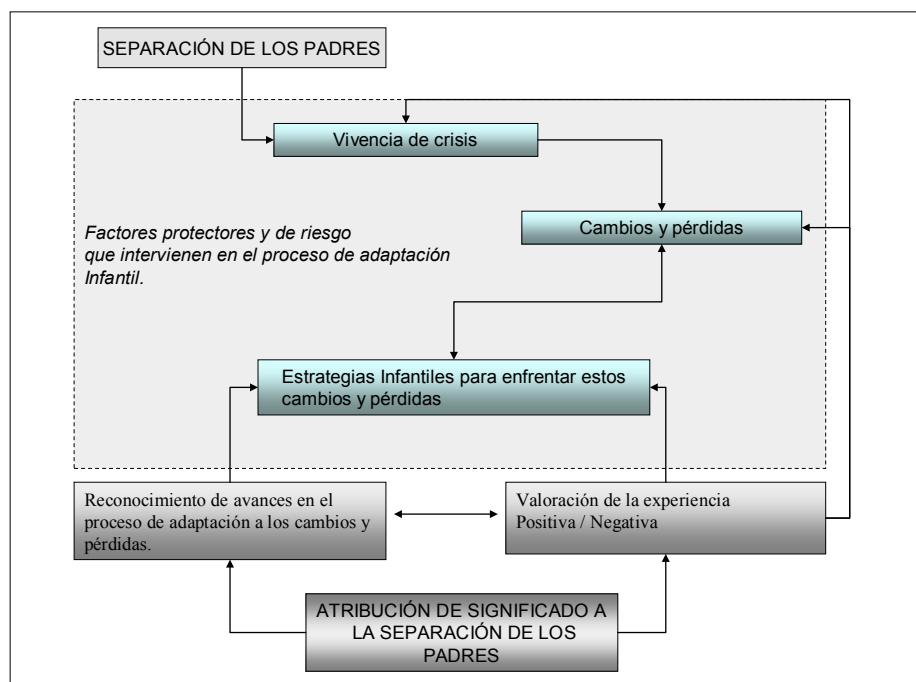 SEPARACIÓN DE LOS PADRES
Vivencia de crisis
Cambios y pérdidas
Factores protectores y de riesgo
que intervienen en el proceso de adaptación
Infantil.
Estrategias Infantiles para enfrentar estos
cambios y pérdidas
Reconocimiento de avances en el
proceso de adaptación a los cambios y
pérdidas.
Valoración de la experiencia
Positiva / Negativa
ATRIBUCIÓN DE SIGNIFICADO A
LA SEPARACIÓN DE LOS
PADRES